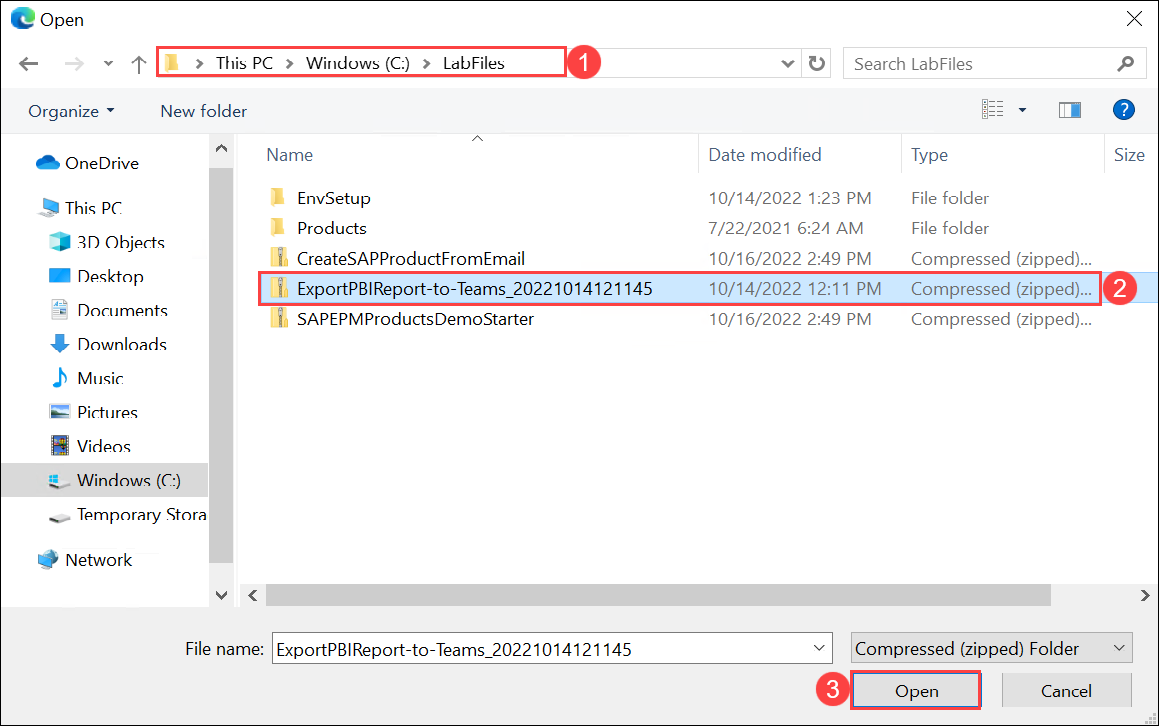 Open
This PC > Windows (C:) > LabFiles
1
Search LabFiles
Organize
New folder
?
Name
Date modified
Type
Size
OneDrive
This PC
3D Objects
Desktop
Documents
Downloads
Music
Pictures
Videos
Windows (C:)
Temporary Stora
Network
EnvSetup 10/14/2022 1:23 PM File folder
Products 7/22/2021 6:24 AM File folder
CreateSAPProductFromEmail 10/16/2022 2:49 PM Compressed (zipped)...
ExportPBIReport-to-Teams_20221014121145 10/14/2022 12:11 PM Compressed (zipped)...
2
SAPEPMProductsDemoStarter 10/16/2022 2:49 PM Compressed (zipped)...
File name: ExportPBIReport-to-Teams_20221014121145
Compressed (zipped) Folder
3
Open
Cancel